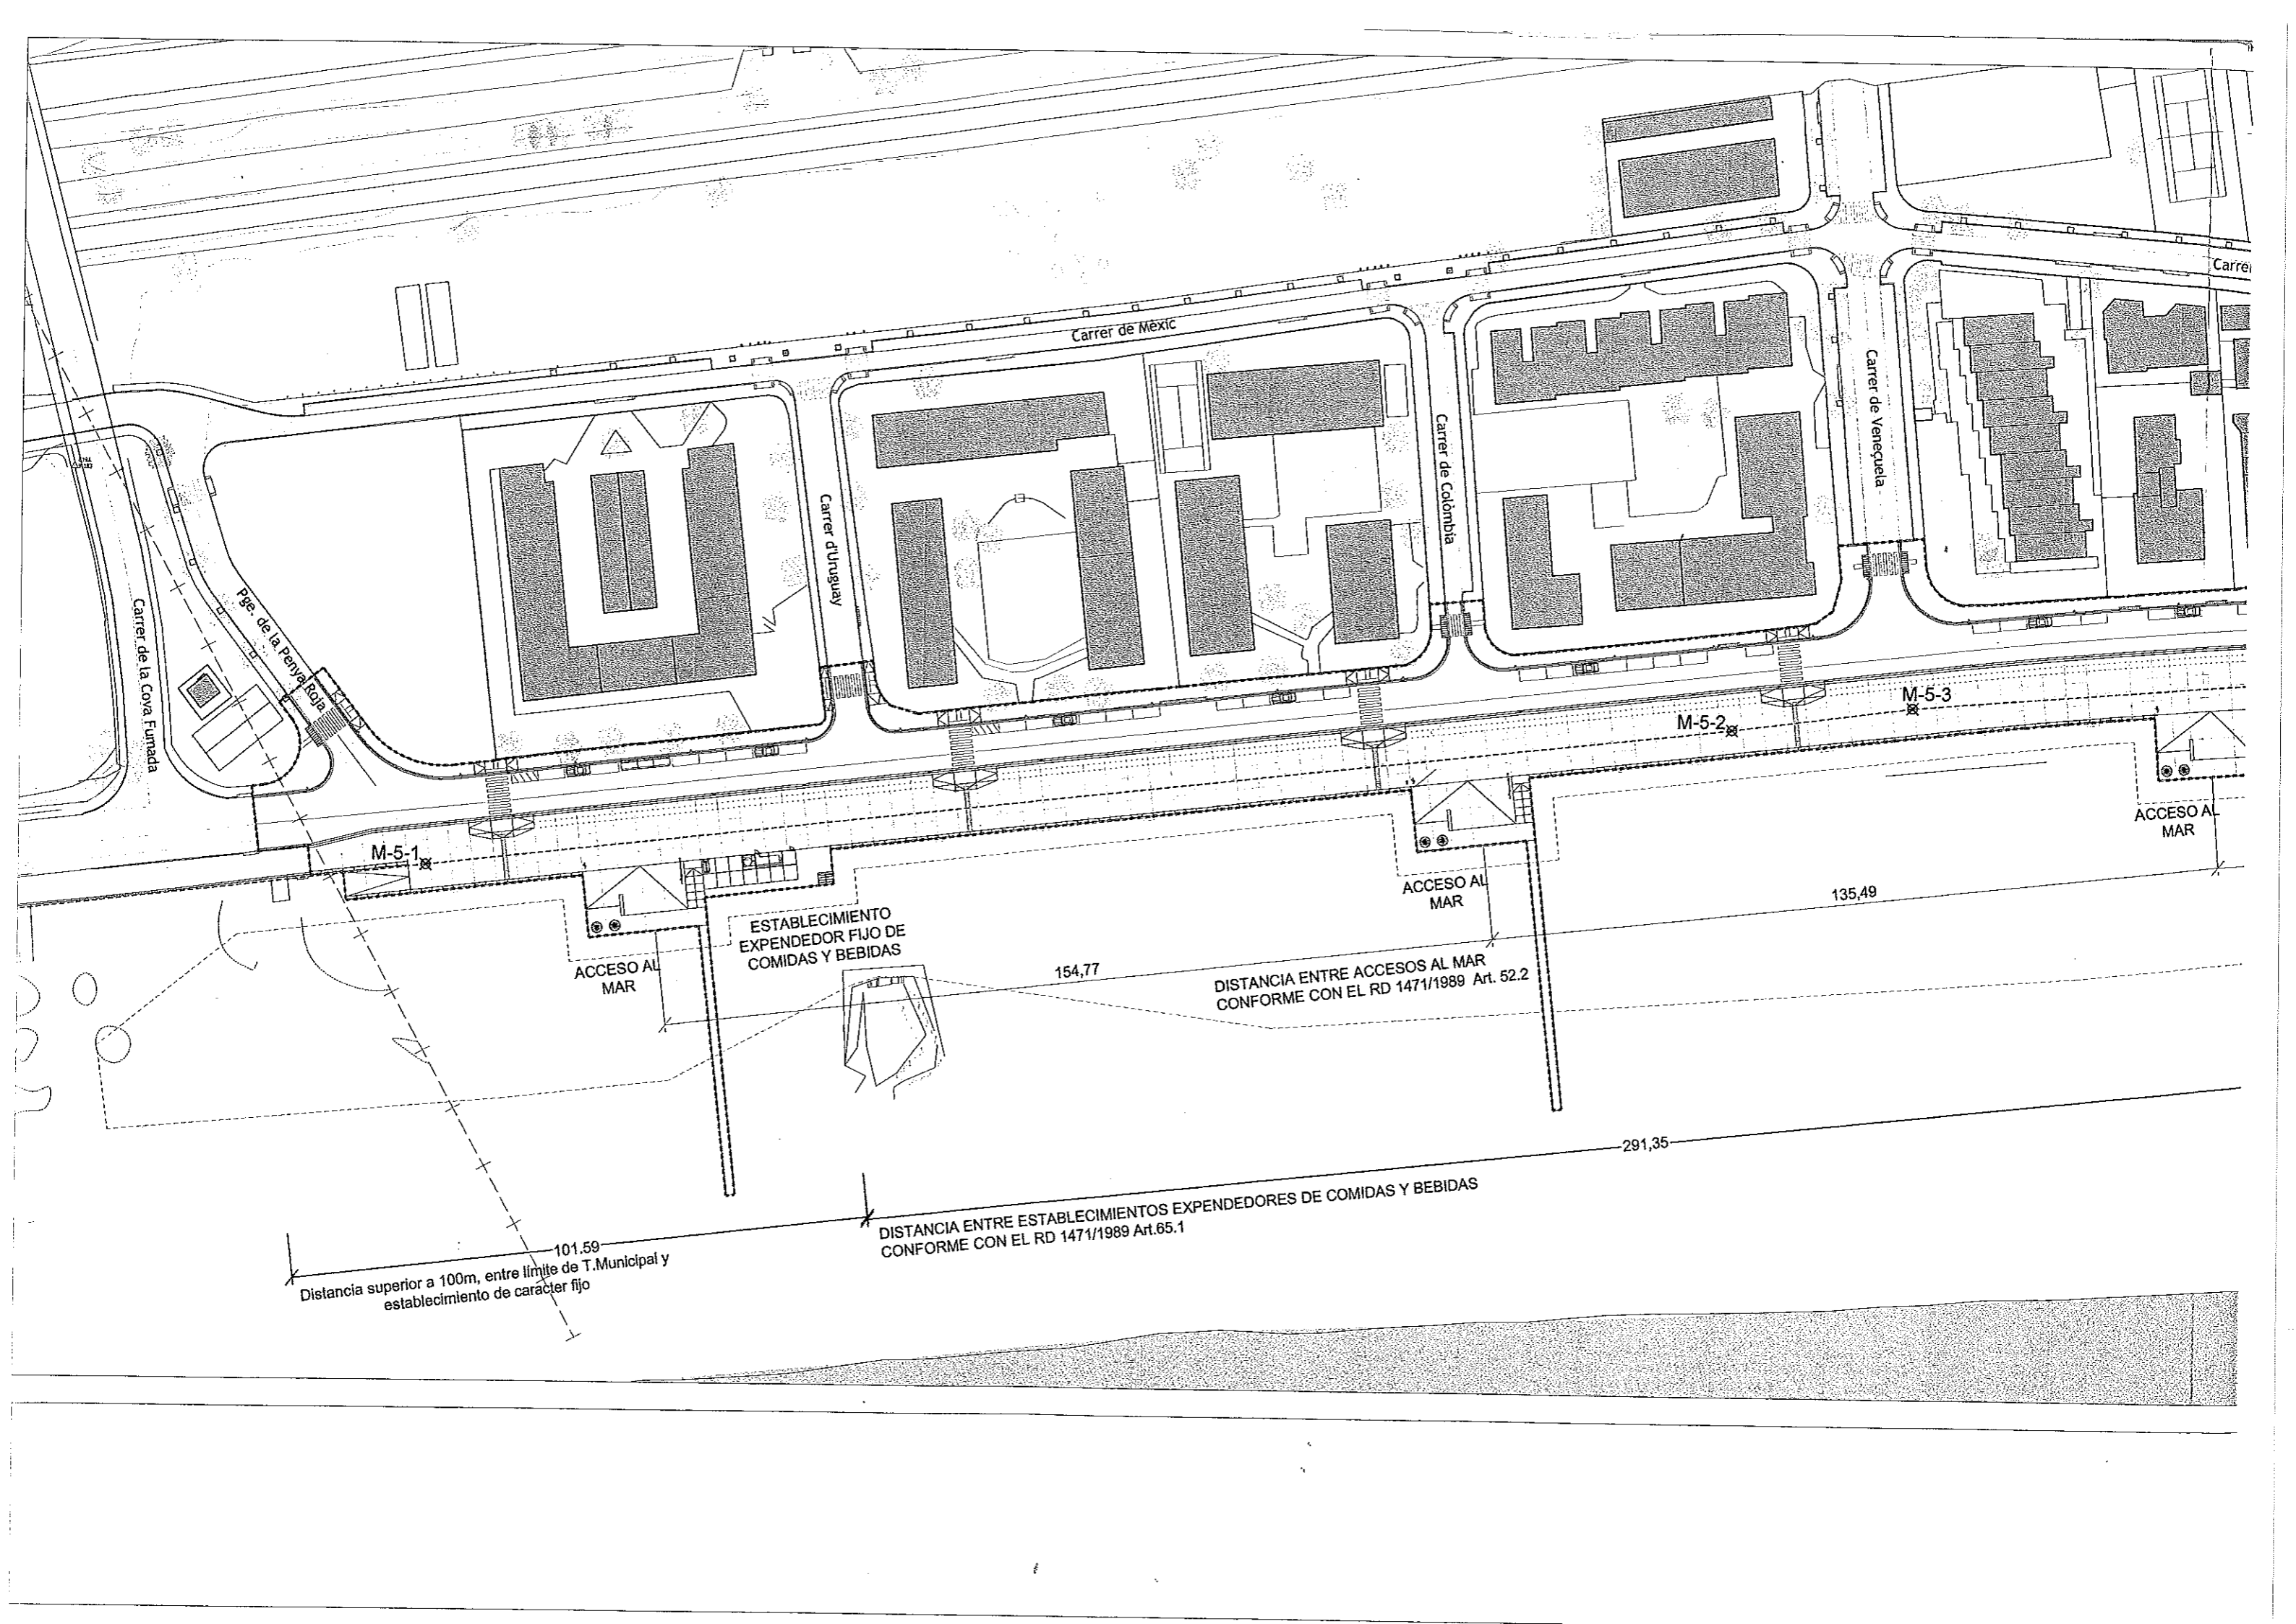 Carrer
Carrer de Mèxic
Carrer de Veneçuela
Carrer de Colòmbia
Carrer d'Uruguay
Pge. de la Penya Roja
Carrer de la Cova Fumada
M-5-3
M-5-2
M-5-1
ACCESO AL
MAR
ACCESO AL
MAR
135,49
ESTABLECIMIENTO
EXPENDEDOR FIJO DE
COMIDAS Y BEBIDAS
ACCESO AL
MAR
154,77
DISTANCIA ENTRE ACCESOS AL MAR
CONFORME CON EL RD 1471/1989 Art. 52.2
291,35
DISTANCIA ENTRE ESTABLECIMIENTOS EXPENDEDORES DE COMIDAS Y BEBIDAS
CONFORME CON EL RD 1471/1989 Art.65.1
101.59
Distancia superior a 100m, entre límite de T.Municipal y
establecimiento de carácter fijo